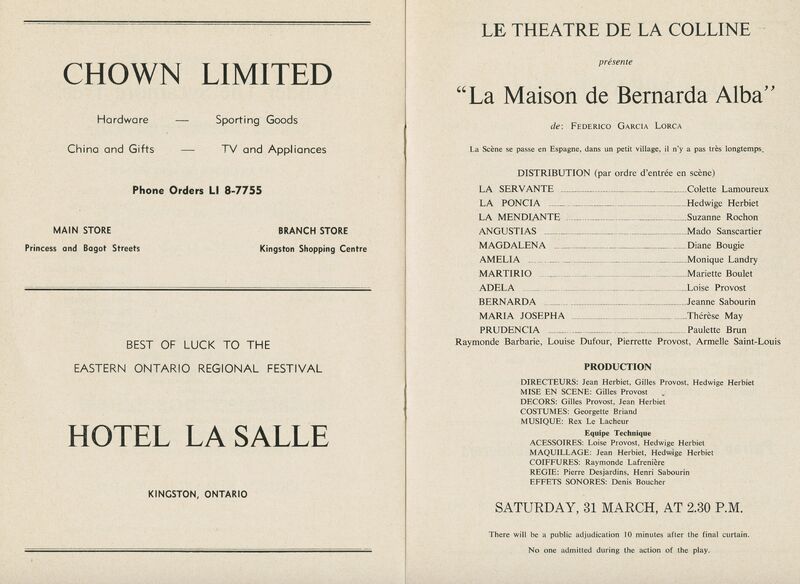 CHOWN LIMITED
Hardware — Sporting Goods
China and Gifts — TV and Appliances
Phone Orders LI 8-7755
MAIN STORE
Princess and Bagot Streets
BRANCH STORE
Kingston Shopping Centre
BEST OF LUCK TO THE
EASTERN ONTARIO REGIONAL FESTIVAL
HOTEL LA SALLE
KINGSTON, ONTARIO
LE THEATRE DE LA COLLINE
présente
“La Maison de Bernarda Alba”
de: FEDERICO GARCIA LORCA
La Scène se passe en Espagne, dans un petit village, il n'y a pas très longtemps.
DISTRIBUTION (par ordre d'entrée en scène)
LA SERVANTE ........ Colette Lamoureux
LA PONCIA ........ Hedwige Herbiet
LA MENDIANTE ........ Suzanne Rochon
ANGUSTIAS ........ Mado Sanscartier
MAGDALENA ........ Diane Bougie
AMELIA ........ Monique Landry
MARTIRIO ........ Mariette Boulet
ADELA ........ Loise Provost
BERNARDA ........ Jeanne Sabourin
MARIA JOSEPHA ........ Thérèse May
PRUDENCIA ........ Paulette Brun
Raymonde Barbarie, Louise Dufour, Pierrette Provost, Armelle Saint-Louis
PRODUCTION
DIRECTEURS: Jean Herbiet, Gilles Provost, Hedwige Herbiet
MISE EN SCENE: Gilles Provost
DECORS: Gilles Provost, Jean Herbiet
COSTUMES: Georgette Briand
MUSIQUE: Rex Le Lacheur
Equipe Technique
ACESSOIRES: Loise Provost, Hedwige Herbiet
MAQUILLAGE: Jean Herbiet, Hedwige Herbiet
COIFFURES: Raymonde Lafrenière
REGIE: Pierre Desjardins, Henri Sabourin
EFFETS SONORES: Denis Boucher
SATURDAY, 31 MARCH, AT 2.30 P.M.
There will be a public adjudication 10 minutes after the final curtain.
No one admitted during the action of the play.